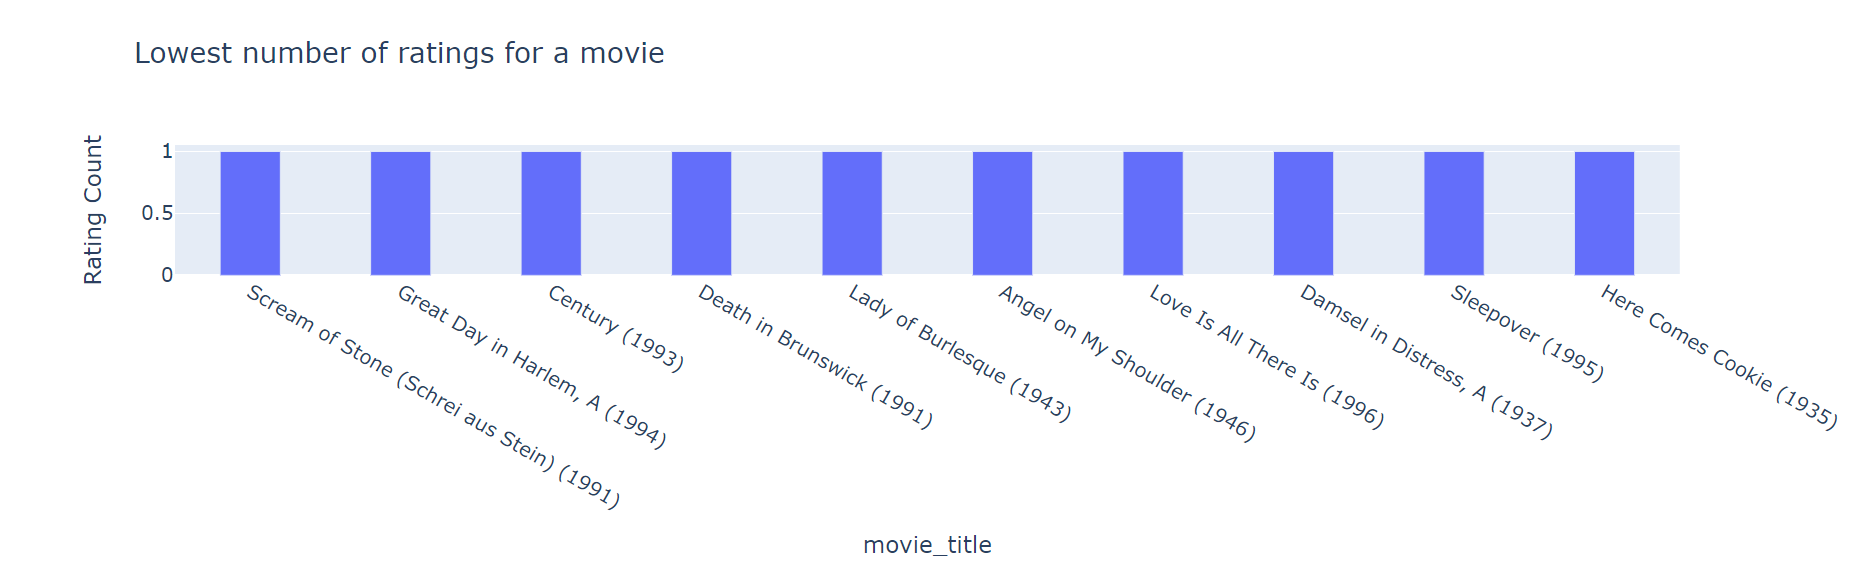 Lowest number of ratings for a movie
Rating Count
1
0.5
0
Scream of Stone (Schrei aus Stein) (1991)
Great Day in Harlem, A (1994)
Century (1993)
Death in Brunswick (1991)
Lady of Burlesque (1943)
Angel on My Shoulder (1946)
Love Is All There Is (1996)
Damsel in Distress, A (1937)
Sleepover (1995)
Here Comes Cookie (1935)
movie_title